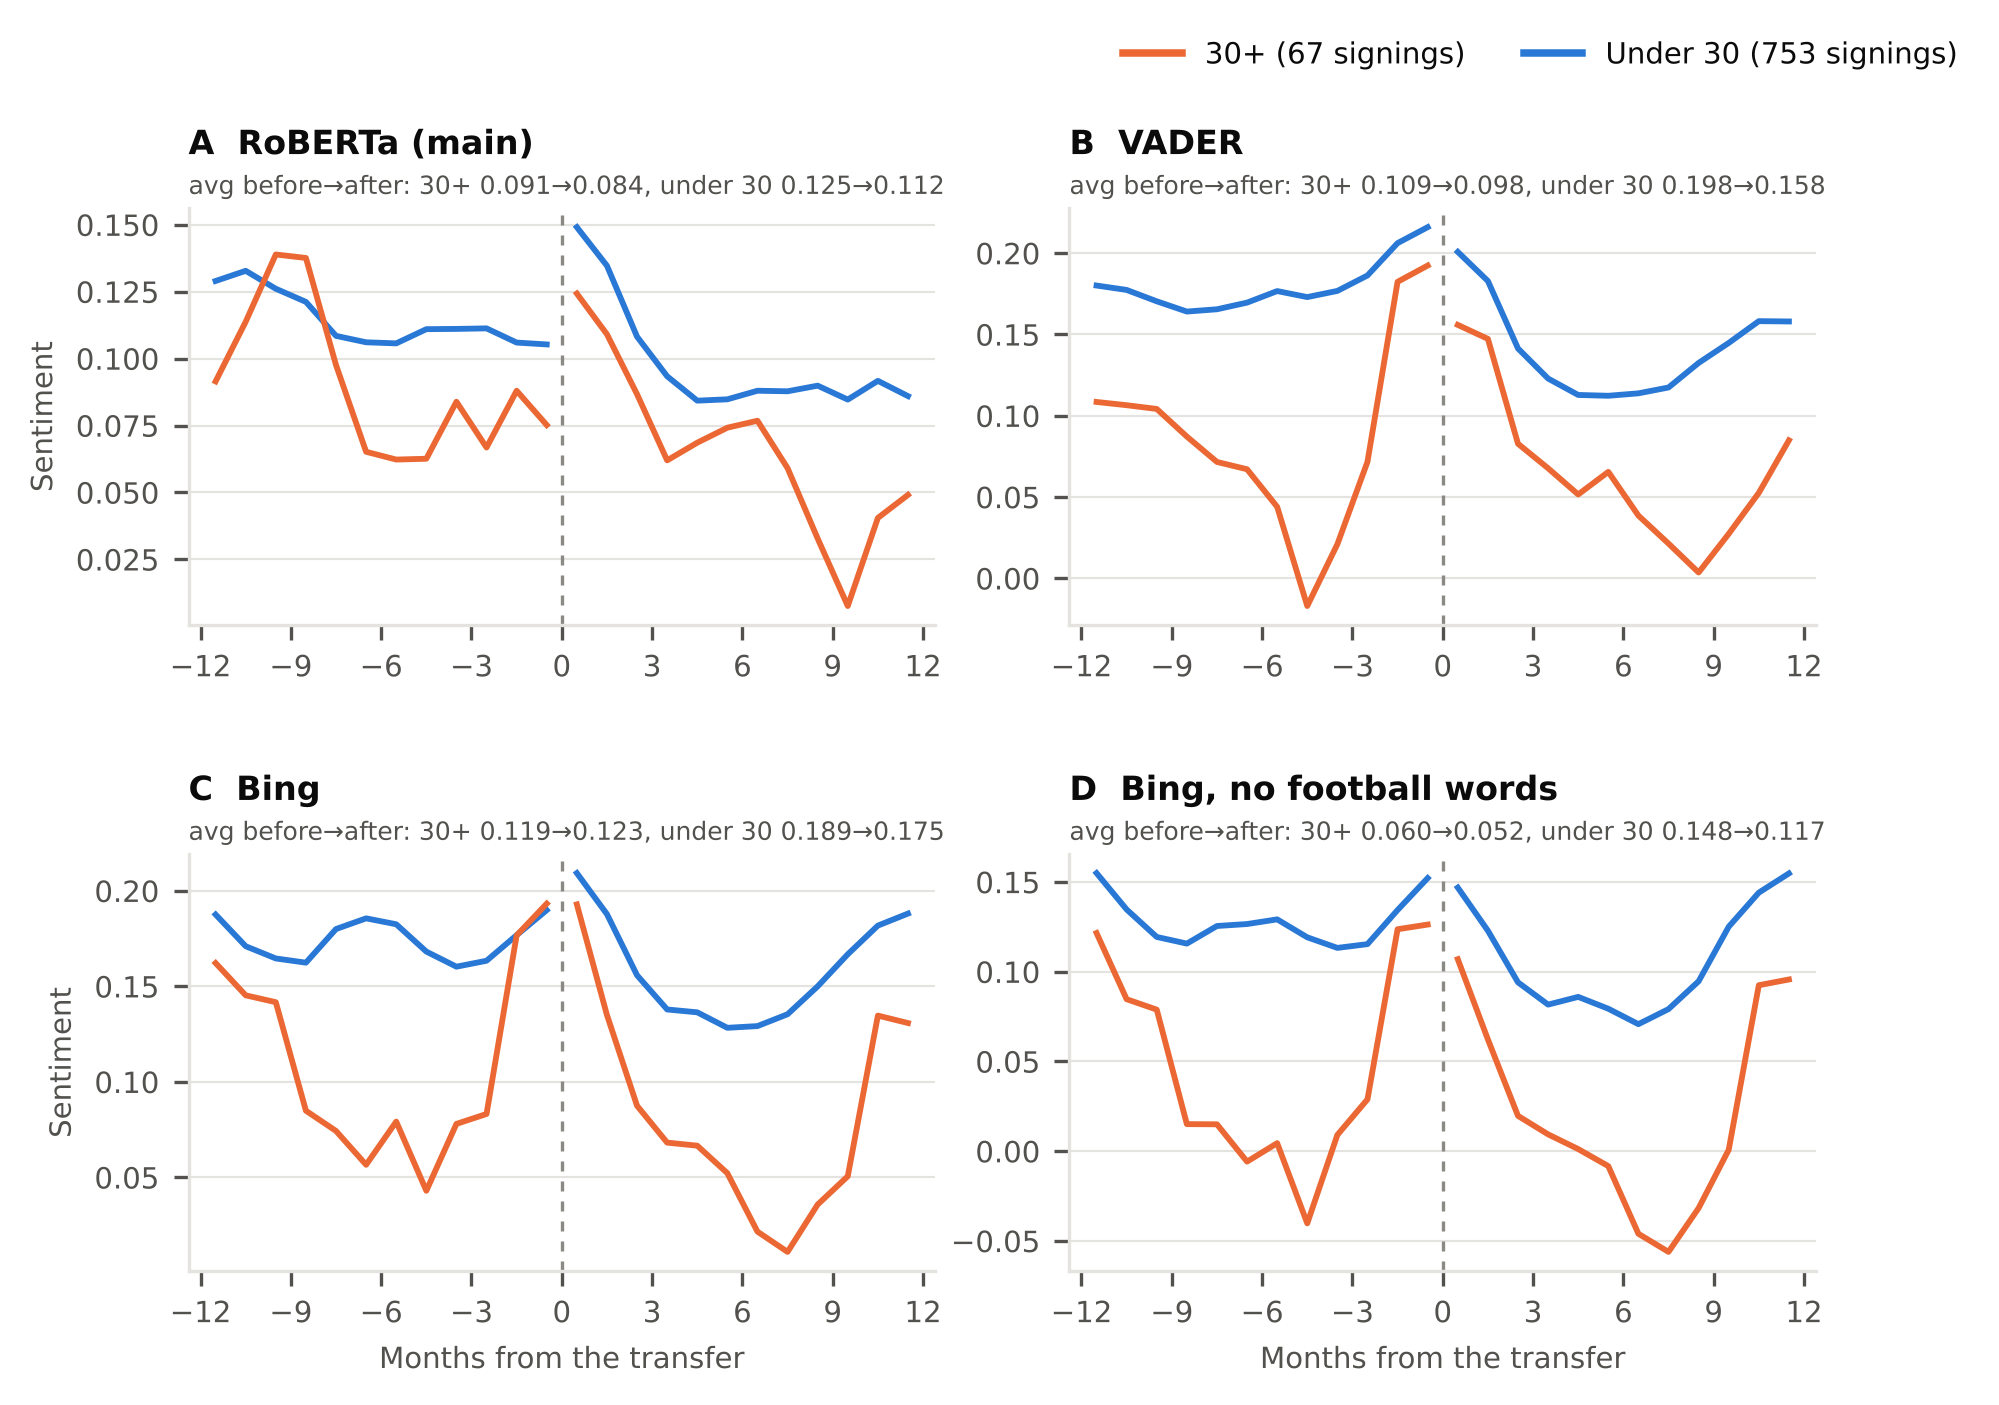 30+ (67 signings) Under 30 (753 signings)
A RoBERTa (main)
avg before→after: 30+ 0.091→0.084, under 30 0.125→0.112
Sentiment
0.150
0.125
0.100
0.075
0.050
0.025
−12 −9 −6 −3 0 3 6 9 12
B VADER
avg before→after: 30+ 0.109→0.098, under 30 0.198→0.158
0.20
0.15
0.10
0.05
0.00
−12 −9 −6 −3 0 3 6 9 12
C Bing
avg before→after: 30+ 0.119→0.123, under 30 0.189→0.175
Sentiment
0.20
0.15
0.10
0.05
−12 −9 −6 −3 0 3 6 9 12
Months from the transfer
D Bing, no football words
avg before→after: 30+ 0.060→0.052, under 30 0.148→0.117
0.15
0.10
0.05
0.00
−0.05
−12 −9 −6 −3 0 3 6 9 12
Months from the transfer